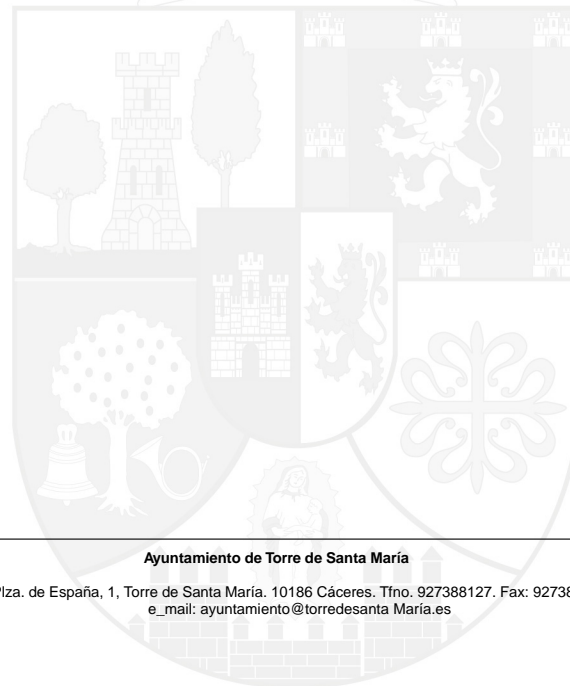 Ayuntamiento de Torre de Santa María
Plza. de España, 1, Torre de Santa María. 10186 Cáceres. Tfno. 927388127. Fax: 92738
e_mail: ayuntamiento@torredesanta María.es